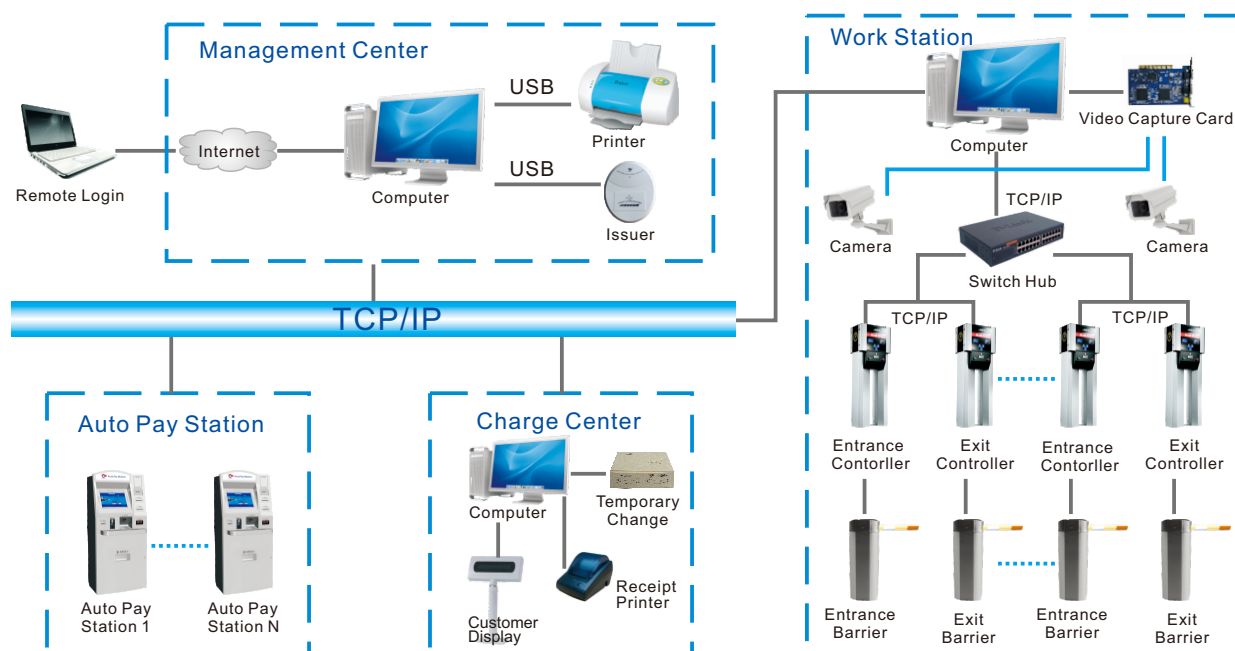 Management Center
USB
Printer
Internet
Computer
USB
Issuer
Remote Login
TCP/IP
Auto Pay Station
Auto Pay
Station 1
Auto Pay
Station N
Charge Center
Computer
Temporary
Change
Customer
Display
Receipt
Printer
Work Station
Computer
Video Capture Card
TCP/IP
Camera
Camera
Switch Hub
TCP/IP
TCP/IP
Entrance
Contorller
Exit
Controller
Entrance
Contorller
Exit
Controller
Entrance
Barrier
Exit
Barrier
Entrance
Barrier
Exit
Barrier